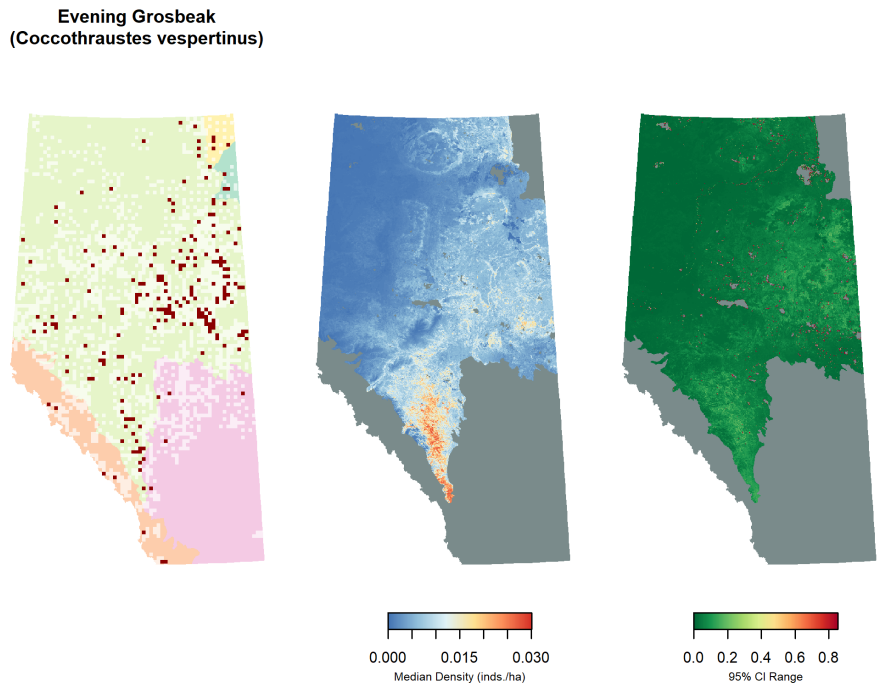 Evening Grosbeak
(Coccothraustes vespertinus)
0.000 0.015 0.030
Median Density (inds./ha)
0.0 0.2 0.4 0.6 0.8
95% CI Range